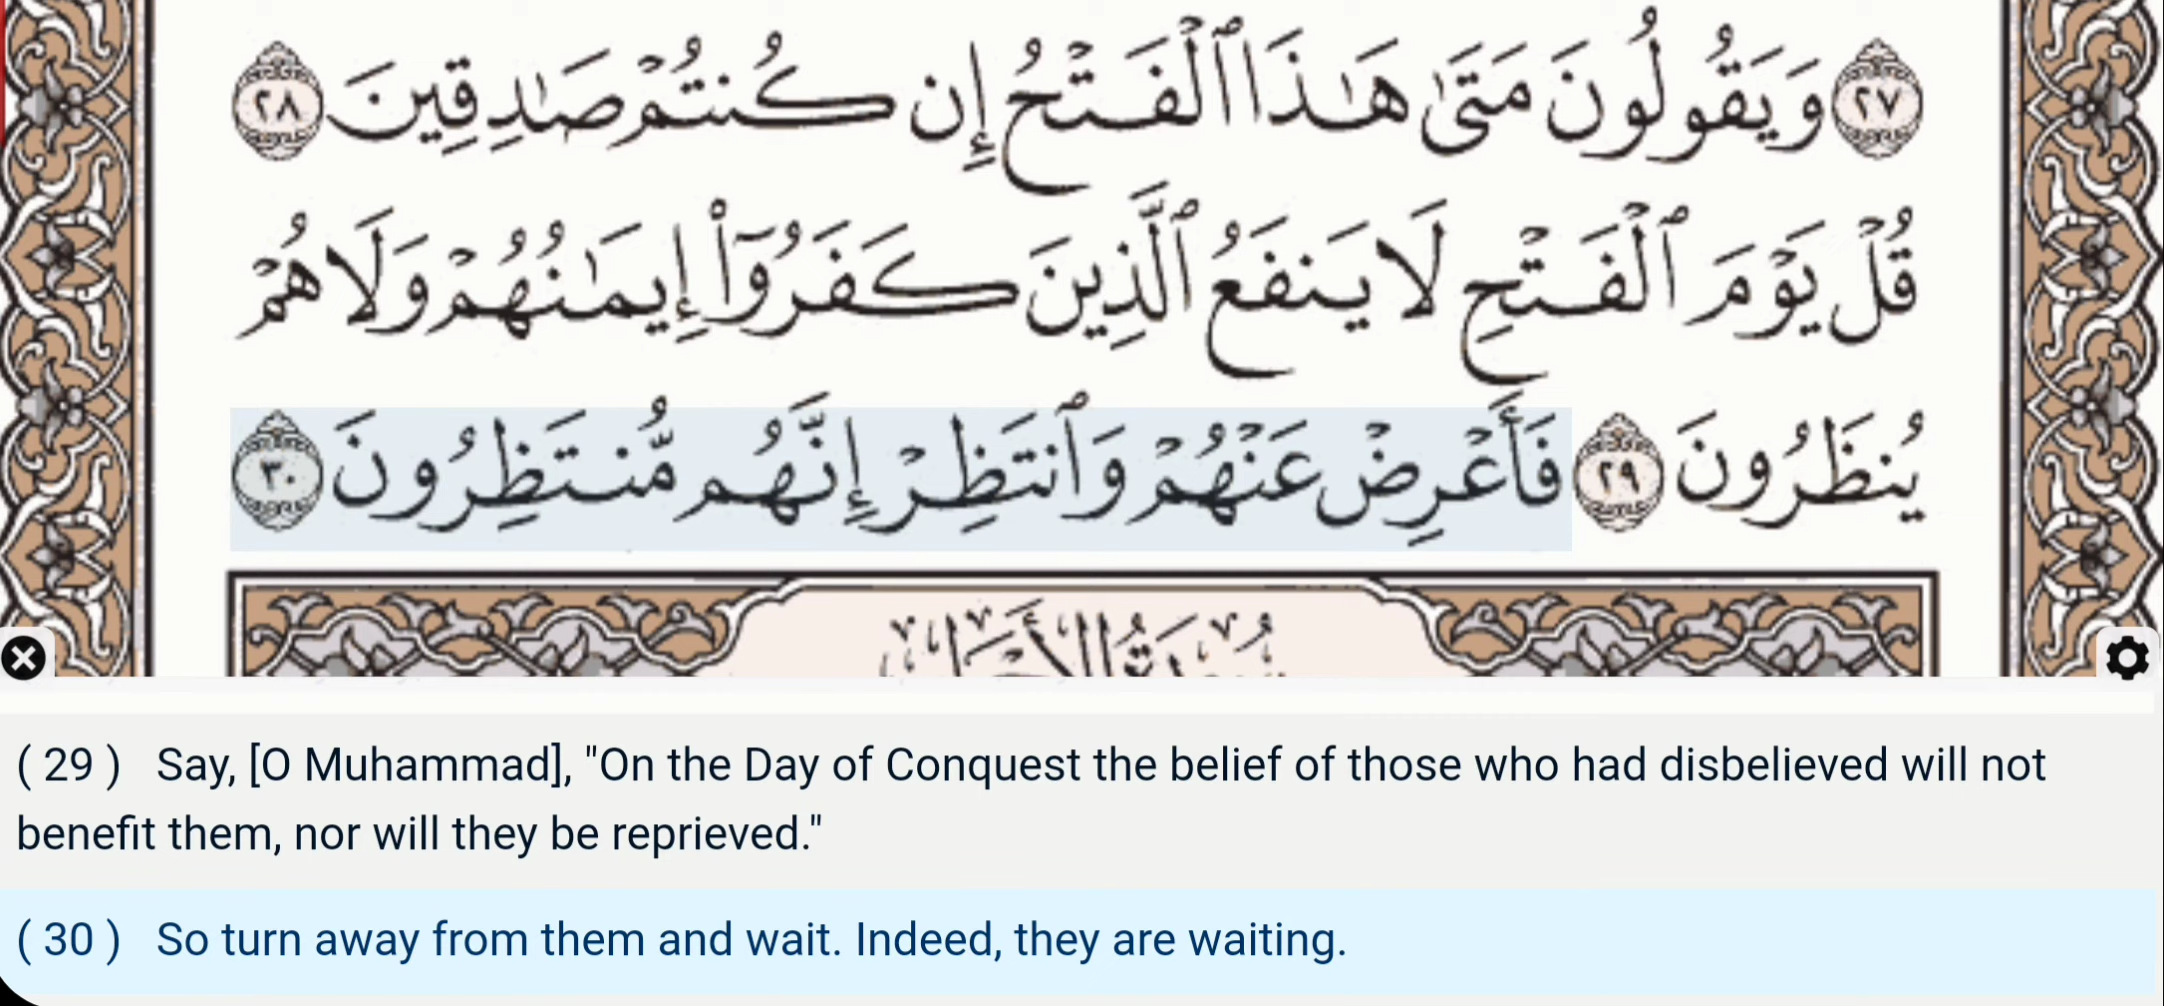 ٢٧ وَيَقُولُونَ مَتَىٰ هَـٰذَا ٱلْفَتْحُ إِن كُنتُمْ صَـٰدِقِينَ ٢٨
قُلْ يَوْمَ ٱلْفَتْحِ لَا يَنفَعُ ٱلَّذِينَ كَفَرُوٓا۟ إِيمَـٰنُهُمْ وَلَا هُمْ
يُنظَرُونَ ٢٩ فَأَعْرِضْ عَنْهُمْ وَٱنتَظِرْ إِنَّهُم مُّنتَظِرُونَ ٣٠
( 29 ) Say, [O Muhammad], "On the Day of Conquest the belief of those who had disbelieved will not
benefit them, nor will they be reprieved."
( 30 ) So turn away from them and wait. Indeed, they are waiting.